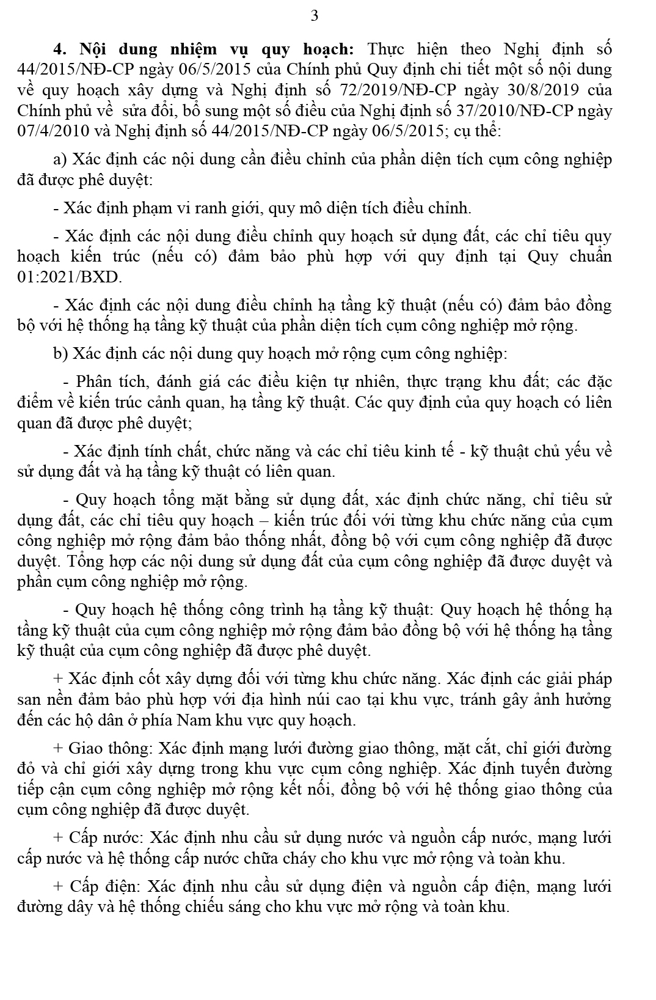 3
4. Nội dung nhiệm vụ quy hoạch: Thực hiện theo Nghị định số
44/2015/NĐ-CP ngày 06/5/2015 của Chính phủ Quy định chi tiết một số nội dung
về quy hoạch xây dựng và Nghị định số 72/2019/NĐ-CP ngày 30/8/2019 của
Chính phủ về sửa đổi, bổ sung một số điều của Nghị định số 37/2010/NĐ-CP ngày
07/4/2010 và Nghị định số 44/2015/NĐ-CP ngày 06/5/2015; cụ thể:
a) Xác định các nội dung cần điều chỉnh của phần diện tích cụm công nghiệp
đã được phê duyệt:
- Xác định phạm vi ranh giới, quy mô diện tích điều chỉnh.
- Xác định các nội dung điều chỉnh quy hoạch sử dụng đất, các chỉ tiêu quy
hoạch kiến trúc (nếu có) đảm bảo phù hợp với quy định tại Quy chuẩn
01:2021/BXD.
- Xác định các nội dung điều chỉnh hạ tầng kỹ thuật (nếu có) đảm bảo đồng
bộ với hệ thống hạ tầng kỹ thuật của phần diện tích cụm công nghiệp mở rộng.
b) Xác định các nội dung quy hoạch mở rộng cụm công nghiệp:
- Phân tích, đánh giá các điều kiện tự nhiên, thực trạng khu đất; các đặc
điểm về kiến trúc cảnh quan, hạ tầng kỹ thuật. Các quy định của quy hoạch có liên
quan đã được phê duyệt;
- Xác định tính chất, chức năng và các chỉ tiêu kinh tế - kỹ thuật chủ yếu về
sử dụng đất và hạ tầng kỹ thuật có liên quan.
- Quy hoạch tổng mặt bằng sử dụng đất, xác định chức năng, chỉ tiêu sử
dụng đất, các chỉ tiêu quy hoạch – kiến trúc đối với từng khu chức năng của cụm
công nghiệp mở rộng đảm bảo thống nhất, đồng bộ với cụm công nghiệp đã được
duyệt. Tổng hợp các nội dung sử dụng đất của cụm công nghiệp đã được duyệt và
phần cụm công nghiệp mở rộng.
- Quy hoạch hệ thống công trình hạ tầng kỹ thuật: Quy hoạch hệ thống hạ
tầng kỹ thuật của cụm công nghiệp mở rộng đảm bảo đồng bộ với hệ thống hạ tầng
kỹ thuật của cụm công nghiệp đã được phê duyệt.
+ Xác định cốt xây dựng đối với từng khu chức năng. Xác định các giải pháp
san nền đảm bảo phù hợp với địa hình núi cao tại khu vực, tránh gây ảnh hưởng
đến các hộ dân ở phía Nam khu vực quy hoạch.
+ Giao thông: Xác định mạng lưới đường giao thông, mặt cắt, chỉ giới đường
đỏ và chỉ giới xây dựng trong khu vực cụm công nghiệp. Xác định tuyến đường
tiếp cận cụm công nghiệp mở rộng kết nối, đồng bộ với hệ thống giao thông của
cụm công nghiệp đã được duyệt.
+ Cấp nước: Xác định nhu cầu sử dụng nước và nguồn cấp nước, mạng lưới
cấp nước và hệ thống cấp nước chữa cháy cho khu vực mở rộng và toàn khu.
+ Cấp điện: Xác định nhu cầu sử dụng điện và nguồn cấp điện, mạng lưới
đường dây và hệ thống chiếu sáng cho khu vực mở rộng và toàn khu.